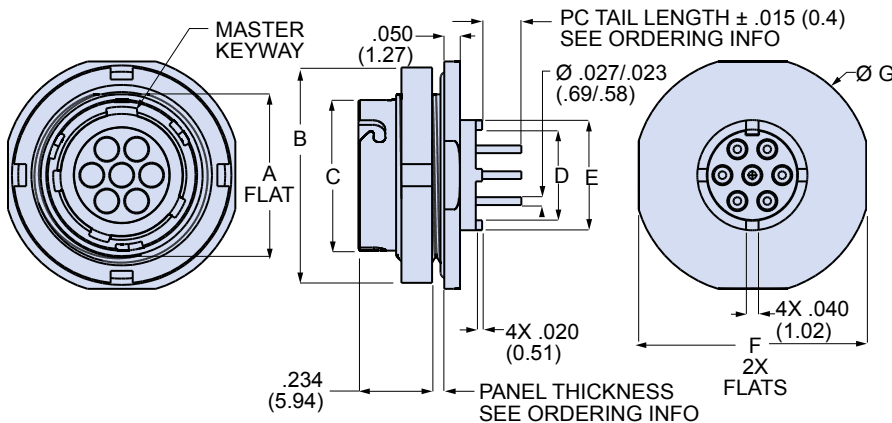 MASTER
KEYWAY
.050
(1.27)
PC TAIL LENGTH ± .015 (0.4)
SEE ORDERING INFO
Ø .027/.023
(.69/.58)
Ø G
A
FLAT
B
C
D
E
4X .020
(0.51)
4X .040
(1.02)
F
2X
FLATS
.234
(5.94)
PANEL THICKNESS
SEE ORDERING INFO